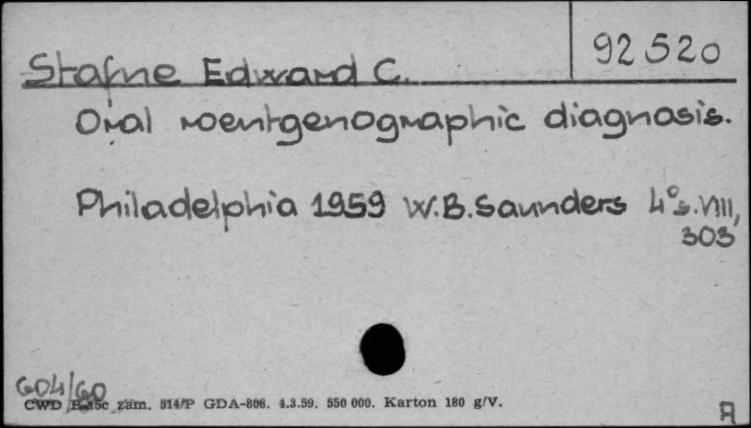 92520
Stafne Edward C.
Oral roentgenographic diagnosis.
Philadelphia 1959 W.B.Saunders 4° s.VIII,
303
604/60
CWD zam. 514/P GDA-808. 4.3.59. 550 000. Karton 180 g/V.
A